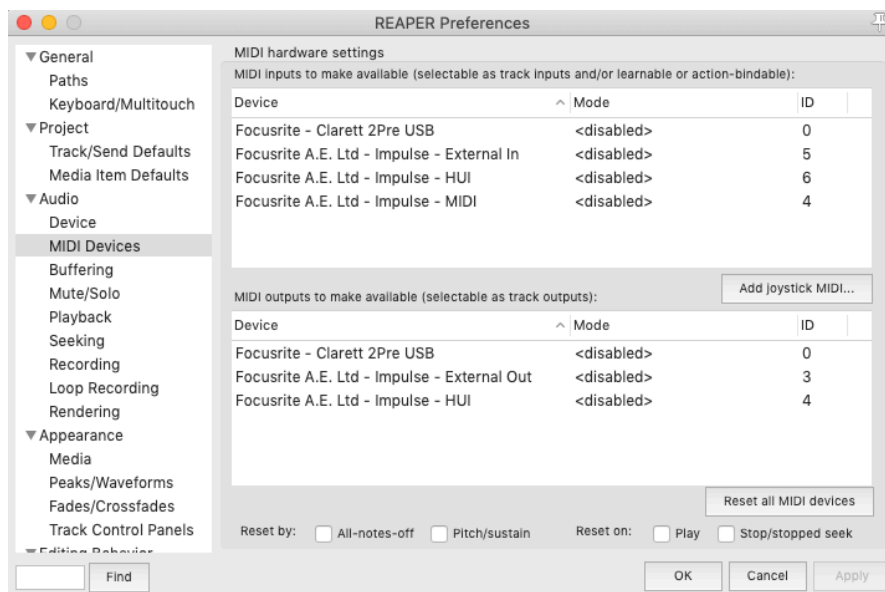 REAPER Preferences
General
Paths
Keyboard/Multitouch
Project
Track/Send Defaults
Media Item Defaults
Audio
Device
MIDI Devices
Buffering
Mute/Solo
Playback
Seeking
Recording
Loop Recording
Rendering
Appearance
Media
Peaks/Waveforms
Fades/Crossfades
Track Control Panels
Editing Behavior
Find
MIDI hardware settings
MIDI inputs to make available (selectable as track inputs and/or learnable or action-bindable):
Device Mode ID
Focusrite - Clarett 2Pre USB <disabled> 0
Focusrite A.E. Ltd - Impulse - External In <disabled> 5
Focusrite A.E. Ltd - Impulse - HUI <disabled> 6
Focusrite A.E. Ltd - Impulse - MIDI <disabled> 4
Add joystick MIDI...
MIDI outputs to make available (selectable as track outputs):
Device Mode ID
Focusrite - Clarett 2Pre USB <disabled> 0
Focusrite A.E. Ltd - Impulse - External Out <disabled> 3
Focusrite A.E. Ltd - Impulse - HUI <disabled> 4
Reset all MIDI devices
Reset by: All-notes-off Pitch/sustain Reset on: Play Stop/stopped seek
OK Cancel Apply